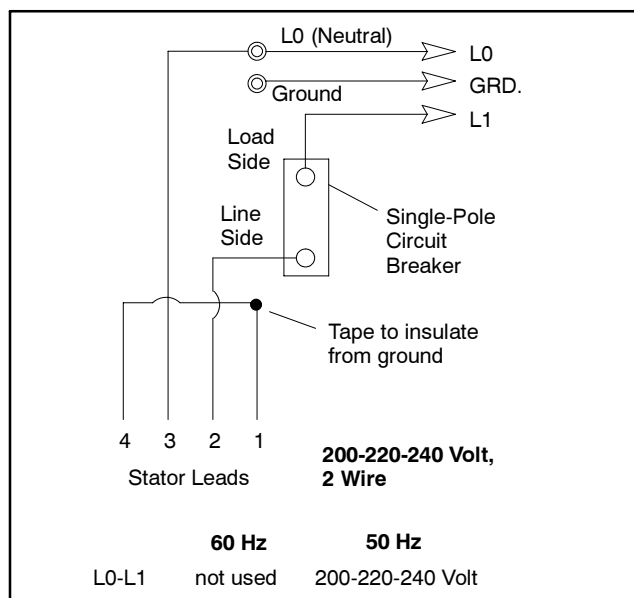 L0 (Neutral)
L0
GRD.
Ground
L1
Load
Side
Line
Side
Single-Pole
Circuit
Breaker
Tape to insulate
from ground
4 3 2 1
Stator Leads
200-220-240 Volt,
2 Wire
60 Hz 50 Hz
L0-L1 not used 200-220-240 Volt